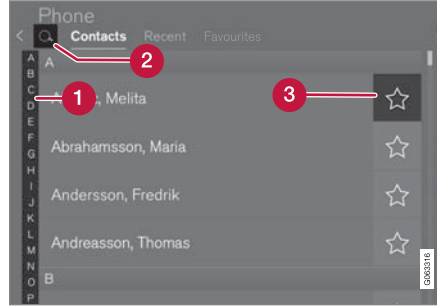 Phone
Contacts Recent Favourites
A
B
C
D
E
F
G
H
I
J
K
L
M
N
O
P
A
Melita
Abrahamsson, Maria
Andersson, Fredrik
Andreasson, Thomas
B
1
2
3
G063316